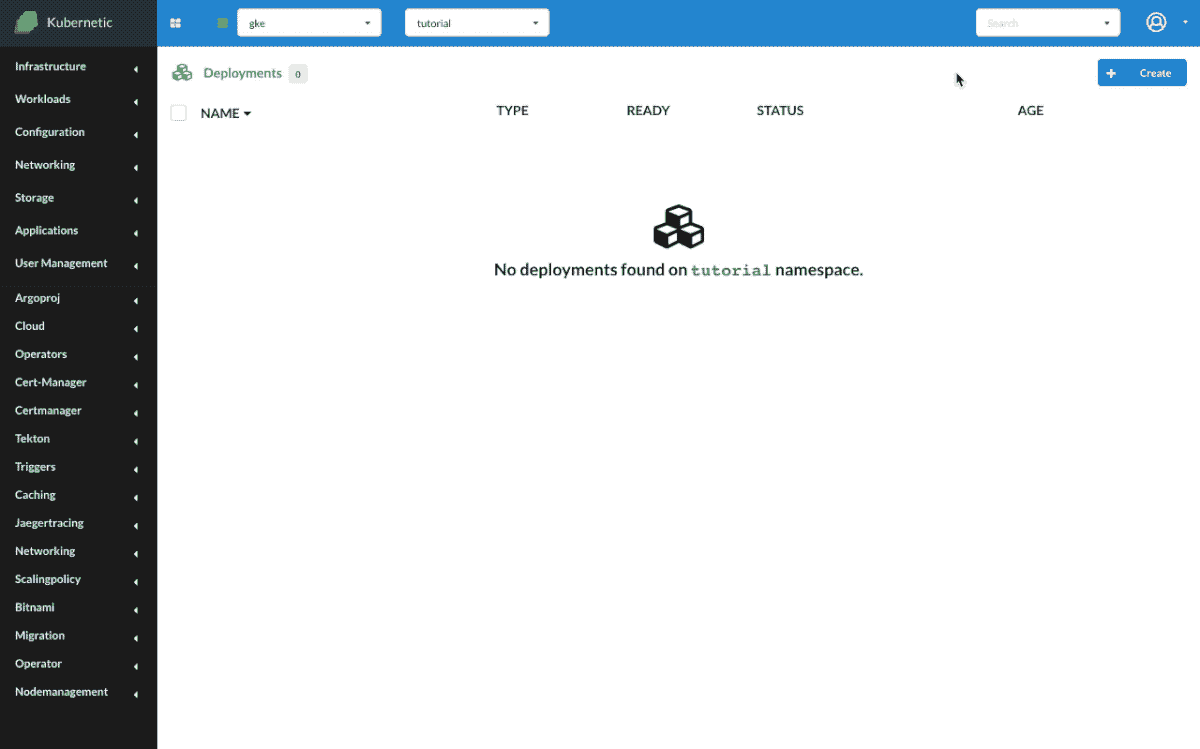 Kubernetic
gke
tutorial
Search
Infrastructure
Workloads
Configuration
Networking
Storage
Applications
User Management
Argoproj
Cloud
Operators
Cert-Manager
Certmanager
Tekton
Triggers
Caching
Jaegertracing
Networking
Scalingpolicy
Bitnami
Migration
Operator
Nodemanagement
Deployments 0
+ Create
NAME TYPE READY STATUS AGE
No deployments found on tutorial namespace.